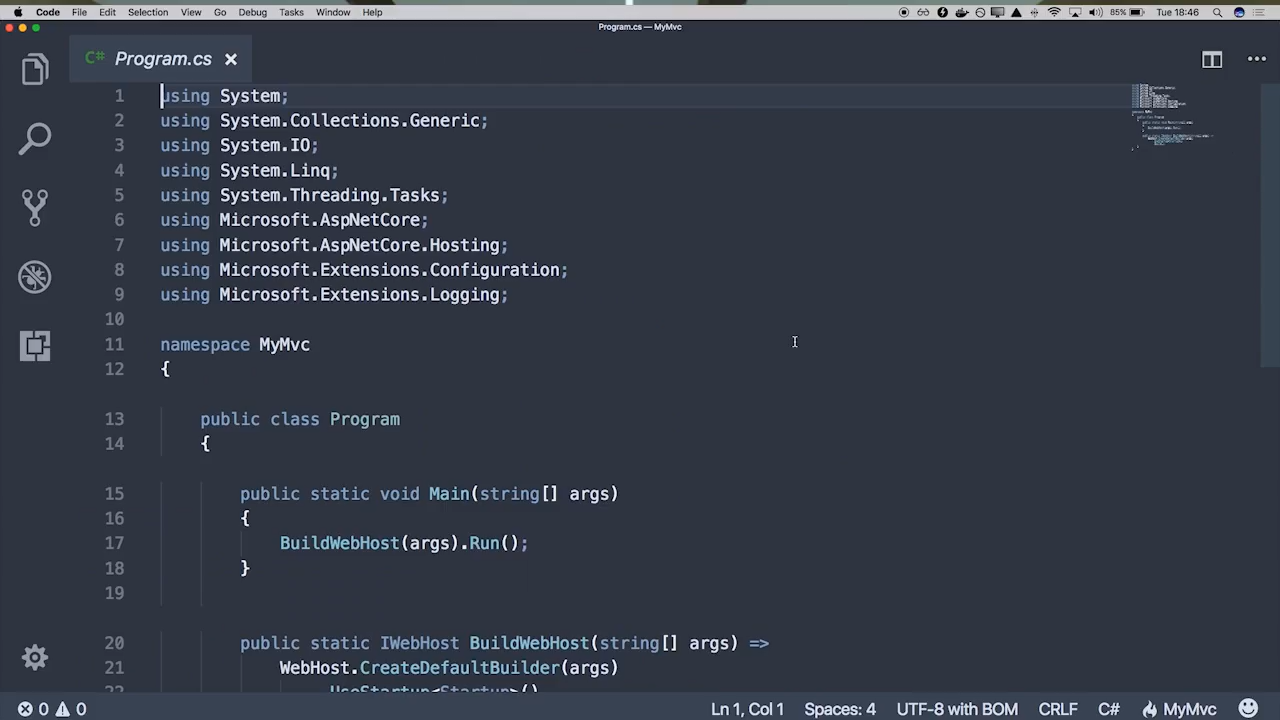 Code File Edit Selection View Go Debug Tasks Window Help 85% Tue 18:46
Program.cs — MyMvc
C# Program.cs
1 using System;
2 using System.Collections.Generic;
3 using System.IO;
4 using System.Linq;
5 using System.Threading.Tasks;
6 using Microsoft.AspNetCore;
7 using Microsoft.AspNetCore.Hosting;
8 using Microsoft.Extensions.Configuration;
9 using Microsoft.Extensions.Logging;
10
11 namespace MyMvc
12 {
13 public class Program
14 {
15 public static void Main(string[] args)
16 {
17 BuildWebHost(args).Run();
18 }
19
20 public static IWebHost BuildWebHost(string[] args) =>
21 WebHost.CreateDefaultBuilder(args)
22 .UseStartup<Startup>()
0 0 Ln 1, Col 1 Spaces: 4 UTF-8 with BOM CRLF C# MyMvc